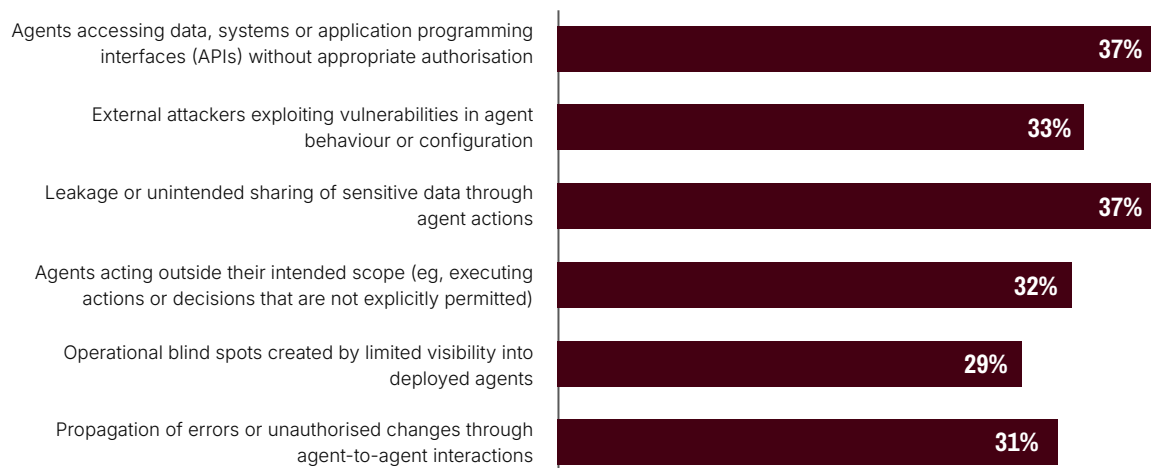 Agents accessing data, systems or application programming
interfaces (APIs) without appropriate authorisation
37%
External attackers exploiting vulnerabilities in agent
behaviour or configuration
33%
Leakage or unintended sharing of sensitive data through
agent actions
37%
Agents acting outside their intended scope (eg, executing
actions or decisions that are not explicitly permitted)
32%
Operational blind spots created by limited visibility into
deployed agents
29%
Propagation of errors or unauthorised changes through
agent-to-agent interactions
31%